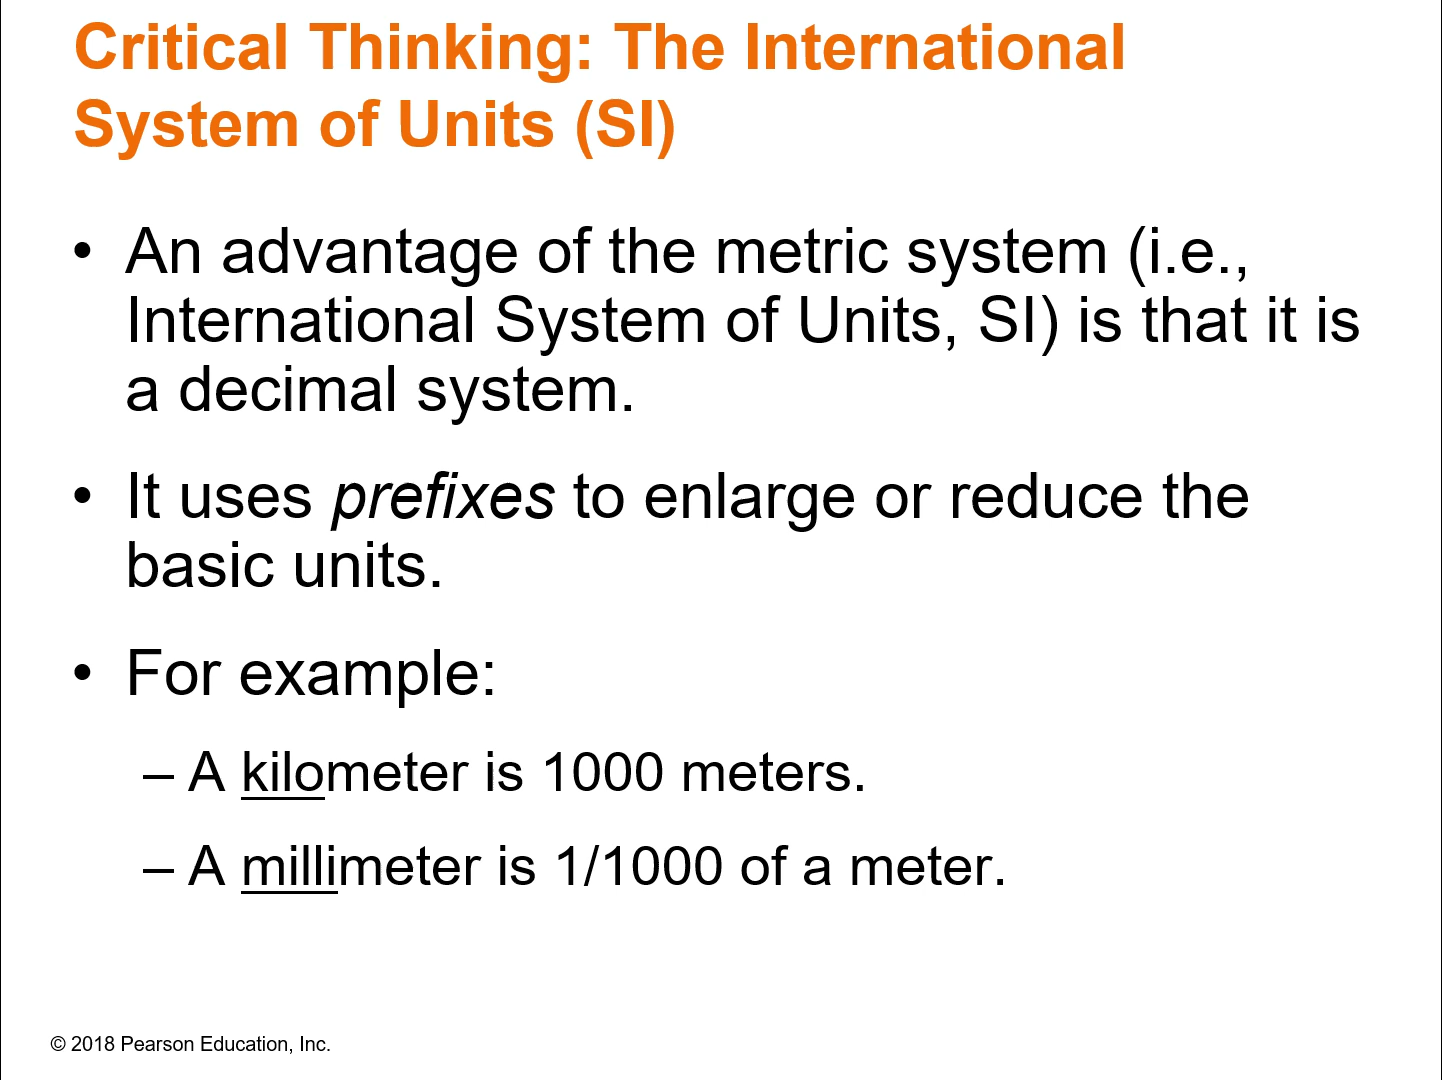 Critical Thinking: The International
System of Units (SI)
• An advantage of the metric system (i.e.,
International System of Units, SI) is that it is
a decimal system.
• It uses prefixes to enlarge or reduce the
basic units.
• For example:
– A kilometer is 1000 meters.
– A millimeter is 1/1000 of a meter.
© 2018 Pearson Education, Inc.